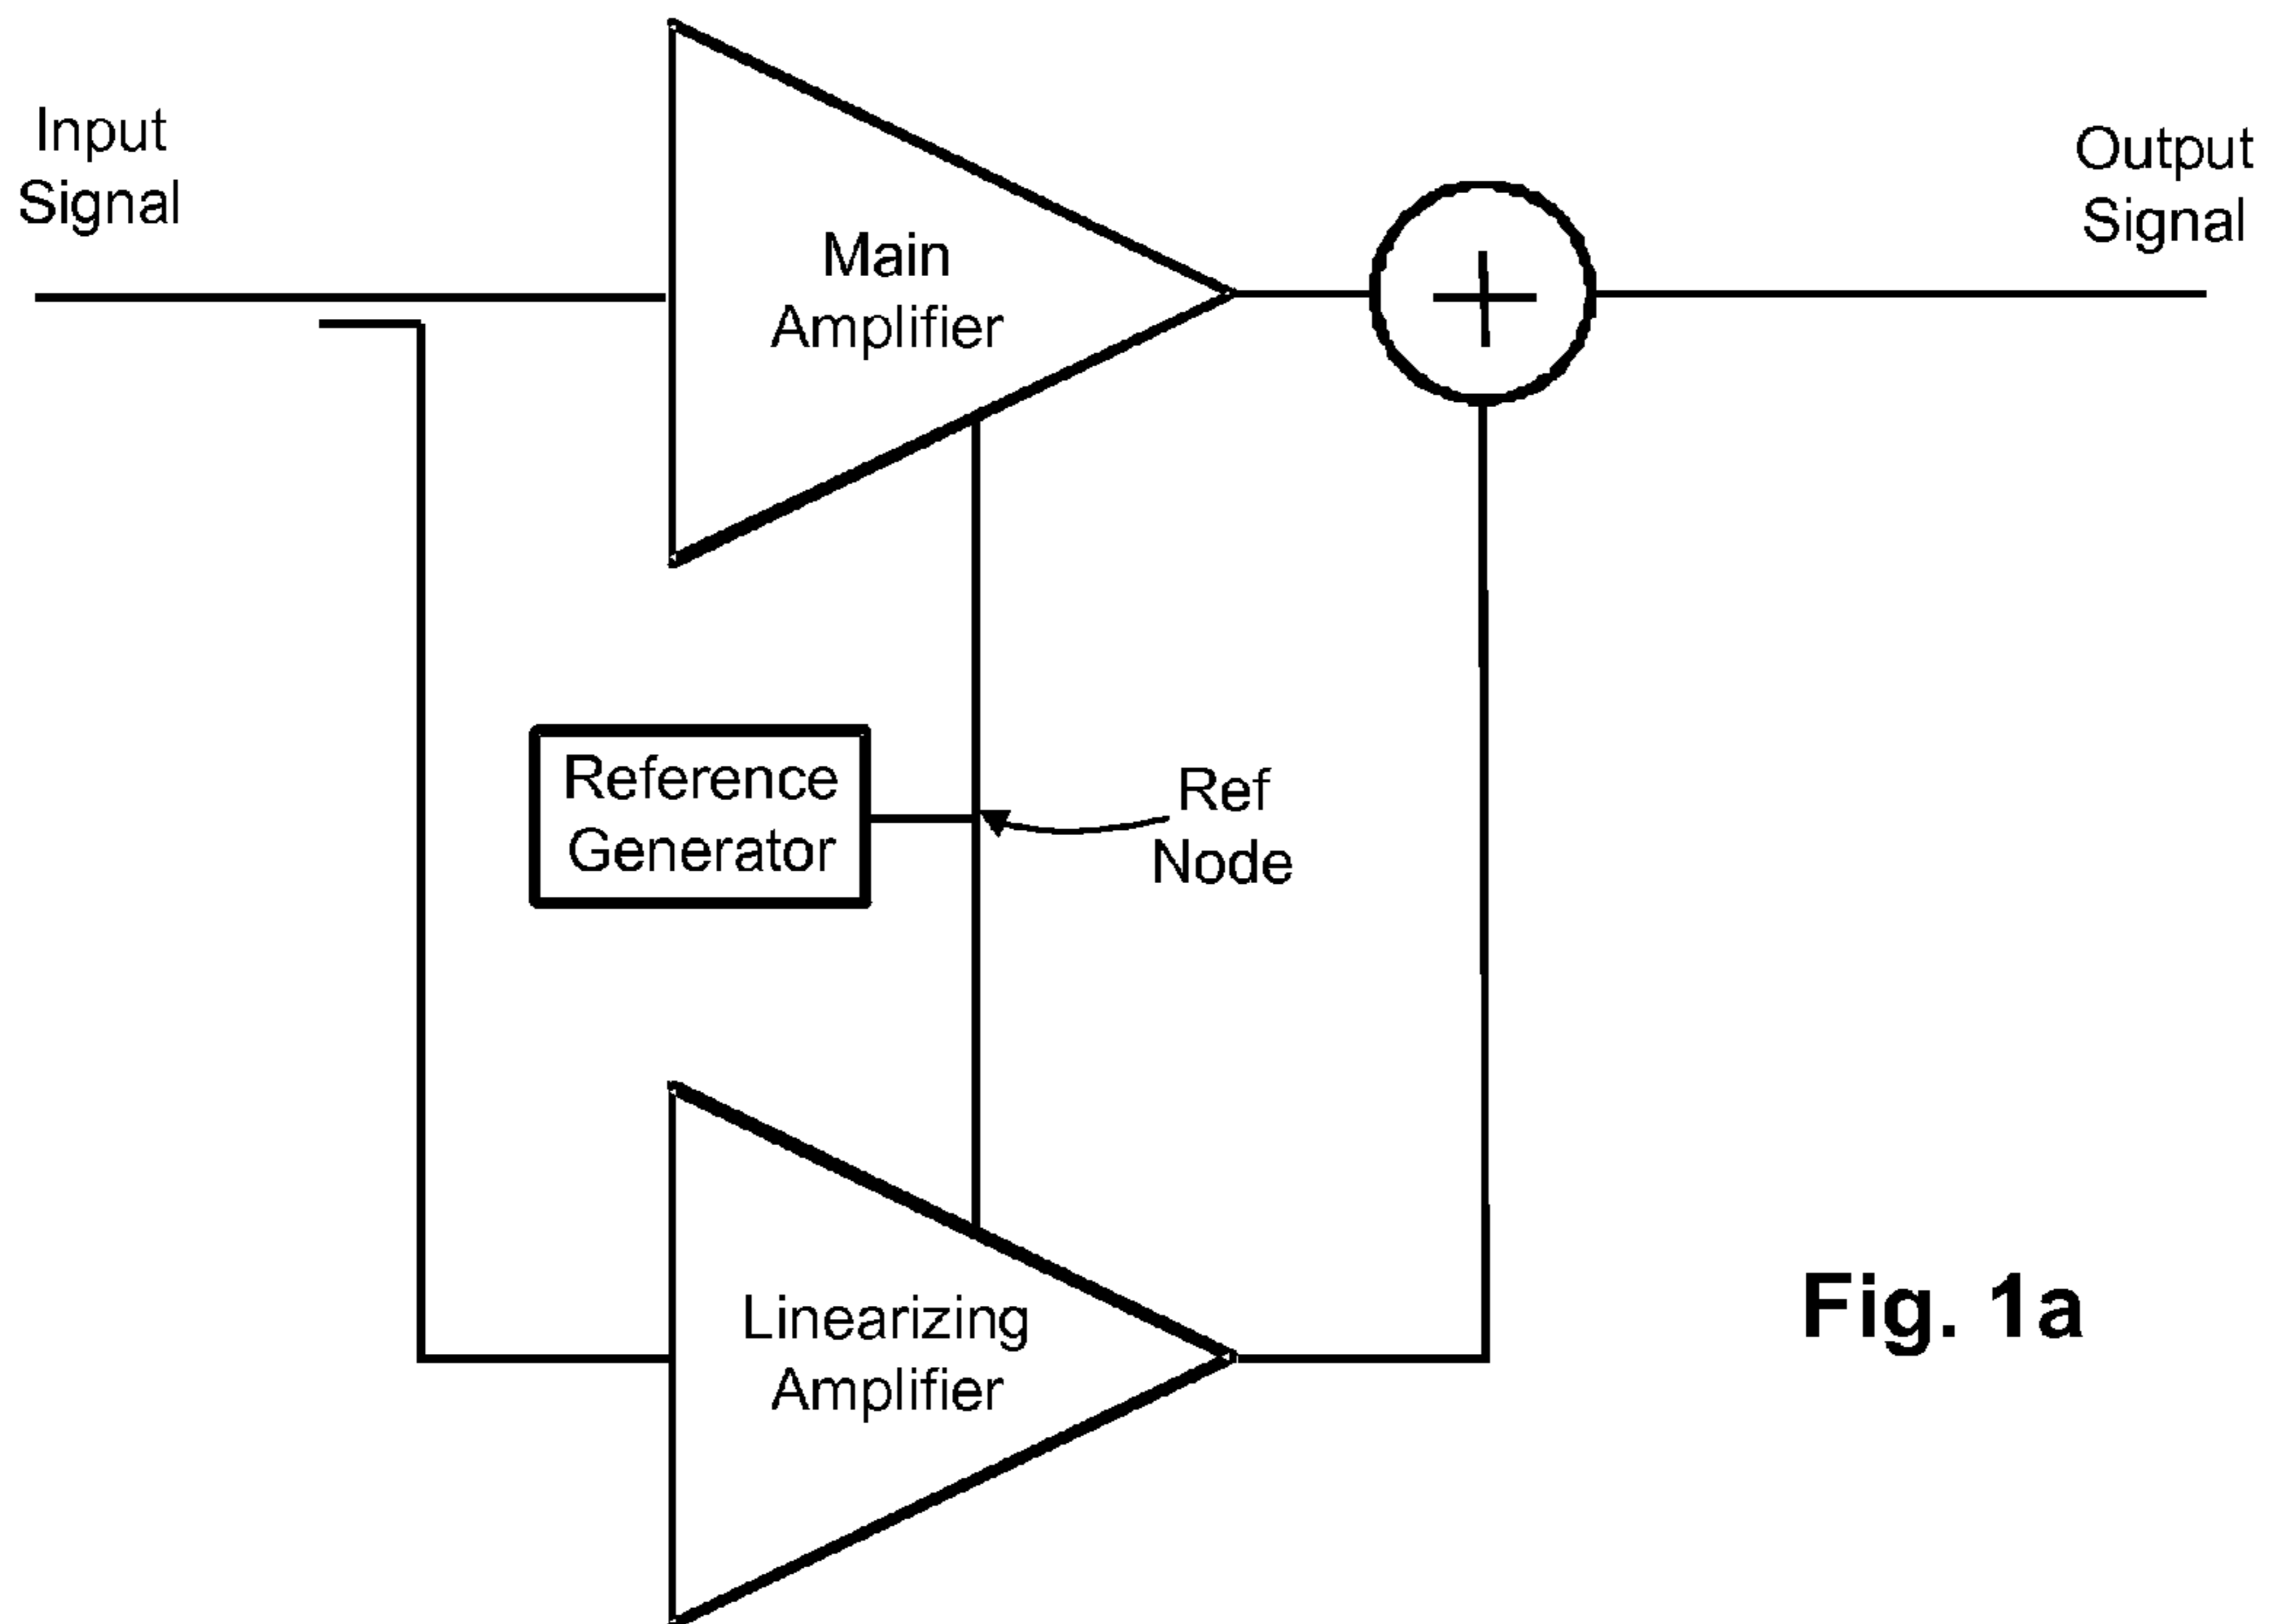 Input
Signal
Main
Amplifier
+
Output
Signal
Reference
Generator
Ref
Node
Linearizing
Amplifier
Fig. 1a